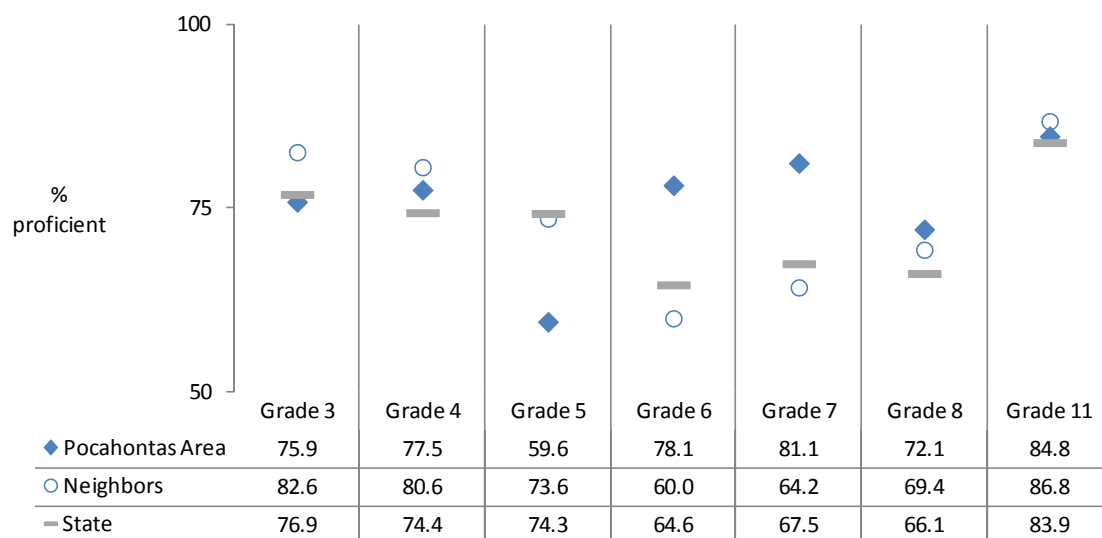 100
75
50
%
proficient
Grade 3 Grade 4 Grade 5 Grade 6 Grade 7 Grade 8 Grade 11
Pocahontas Area 75.9 77.5 59.6 78.1 81.1 72.1 84.8
Neighbors 82.6 80.6 73.6 60.0 64.2 69.4 86.8
State 76.9 74.4 74.3 64.6 67.5 66.1 83.9